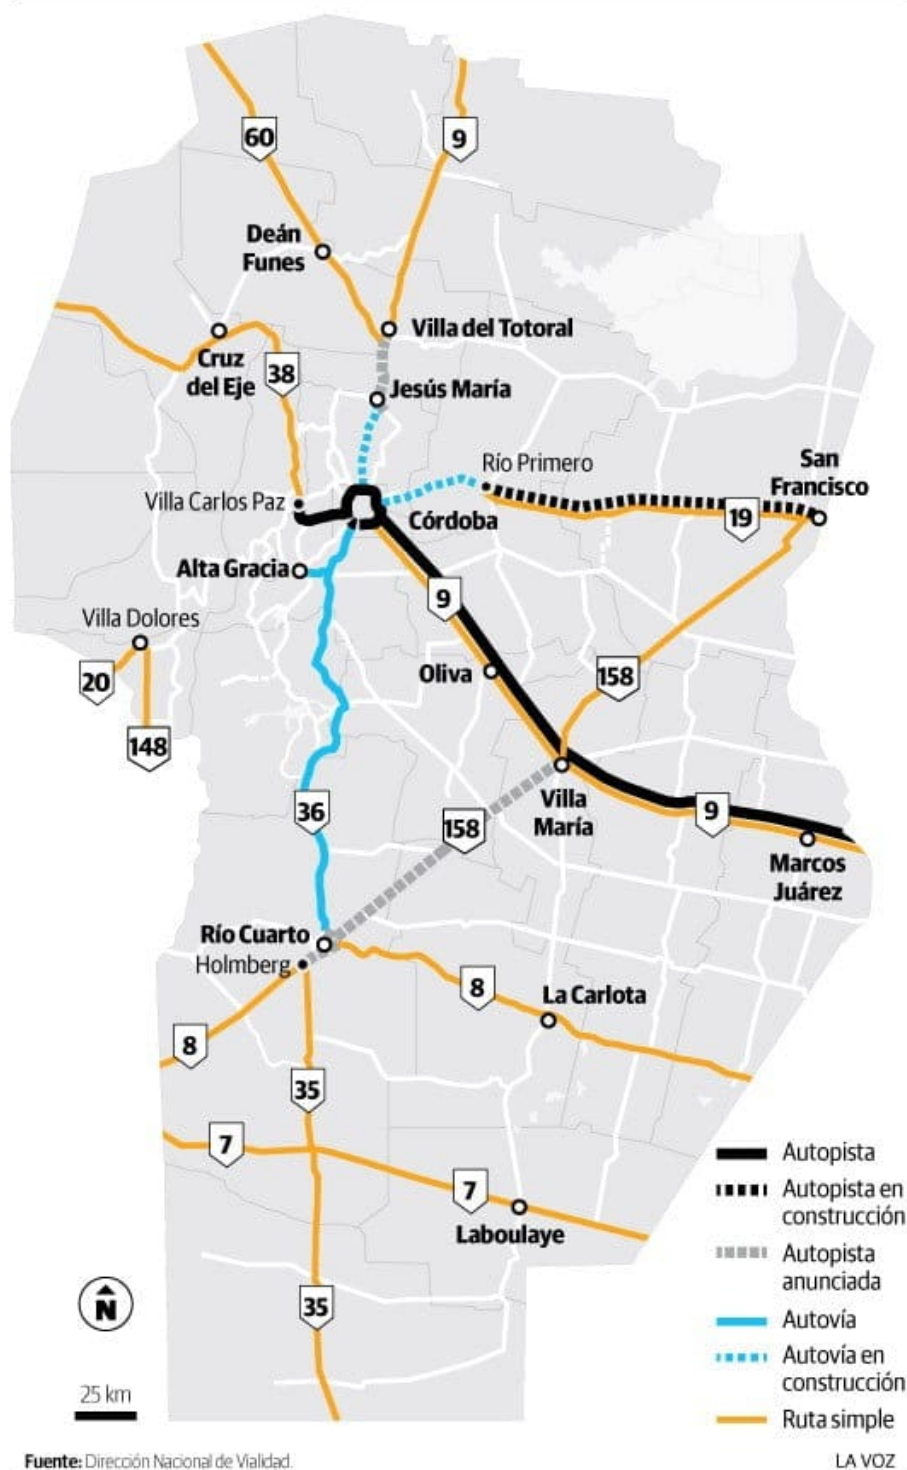 60
9
Deán
Funes
Villa del Totoral
Cruz
del Eje
38
Jesús María
Río Primero
San
Francisco
Villa Carlos Paz
Córdoba
19
Alta Gracia
9
Villa Dolores
20
Oliva
158
148
36
158
Villa
María
9
Marcos
Juárez
Río Cuarto
Holmberg
8
La Carlota
8
35
7
7
Laboulaye
35
N
25 km
Autopista
Autopista en
construcción
Autopista
anunciada
Autovía
Autovía en
construcción
Ruta simple
Fuente: Dirección Nacional de Vialidad.
LA VOZ